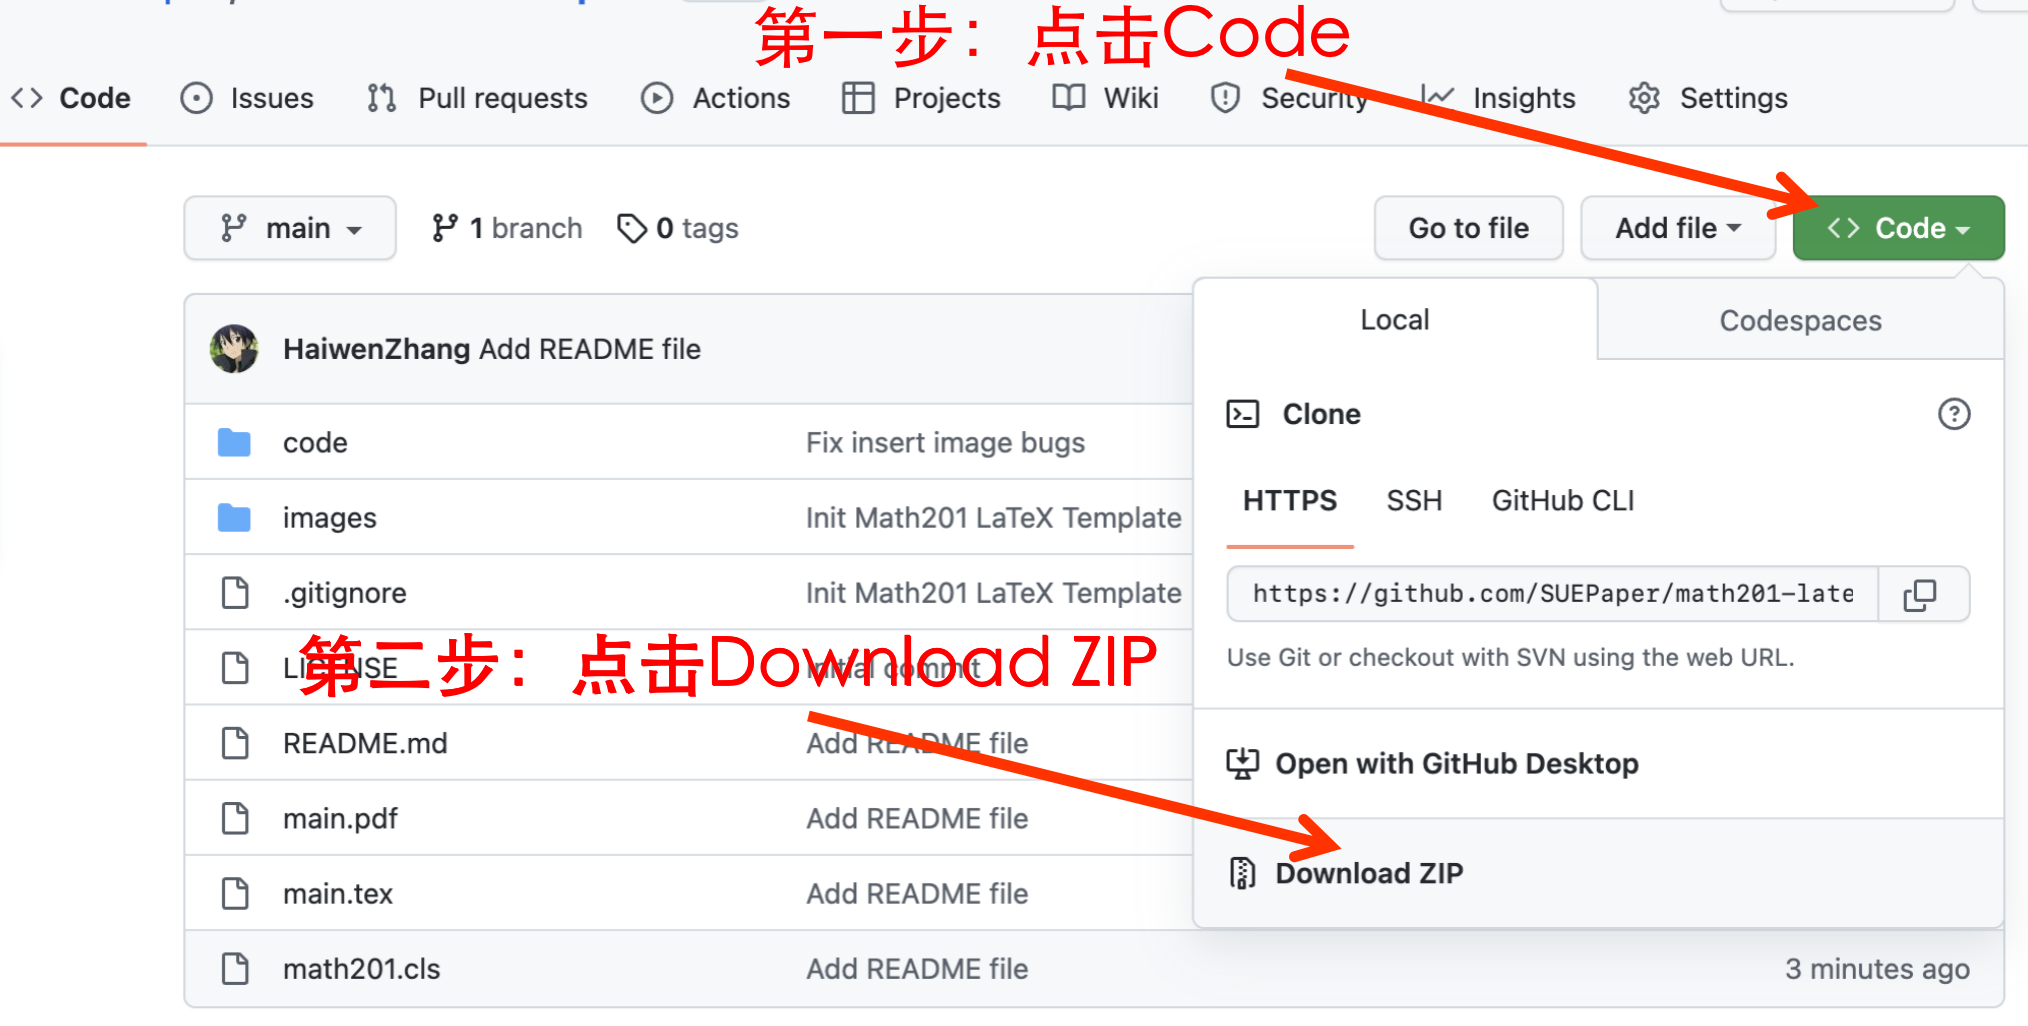 第一步：点击Code
Code Issues Pull requests Actions Projects Wiki Security Insights Settings
main 1 branch 0 tags Go to file Add file Code
Local Codespaces
HaiwenZhang Add README file
Clone
code Fix insert image bugs
HTTPS SSH GitHub CLI
images Init Math201 LaTeX Template
.gitignore Init Math201 LaTeX Template
https://github.com/SUEPaper/math201-late
第二步：点击Download ZIP
LICENSE Initial commit
Use Git or checkout with SVN using the web URL.
README.md Add README file
Open with GitHub Desktop
main.pdf Add README file
Download ZIP
main.tex Add README file
math201.cls Add README file 3 minutes ago